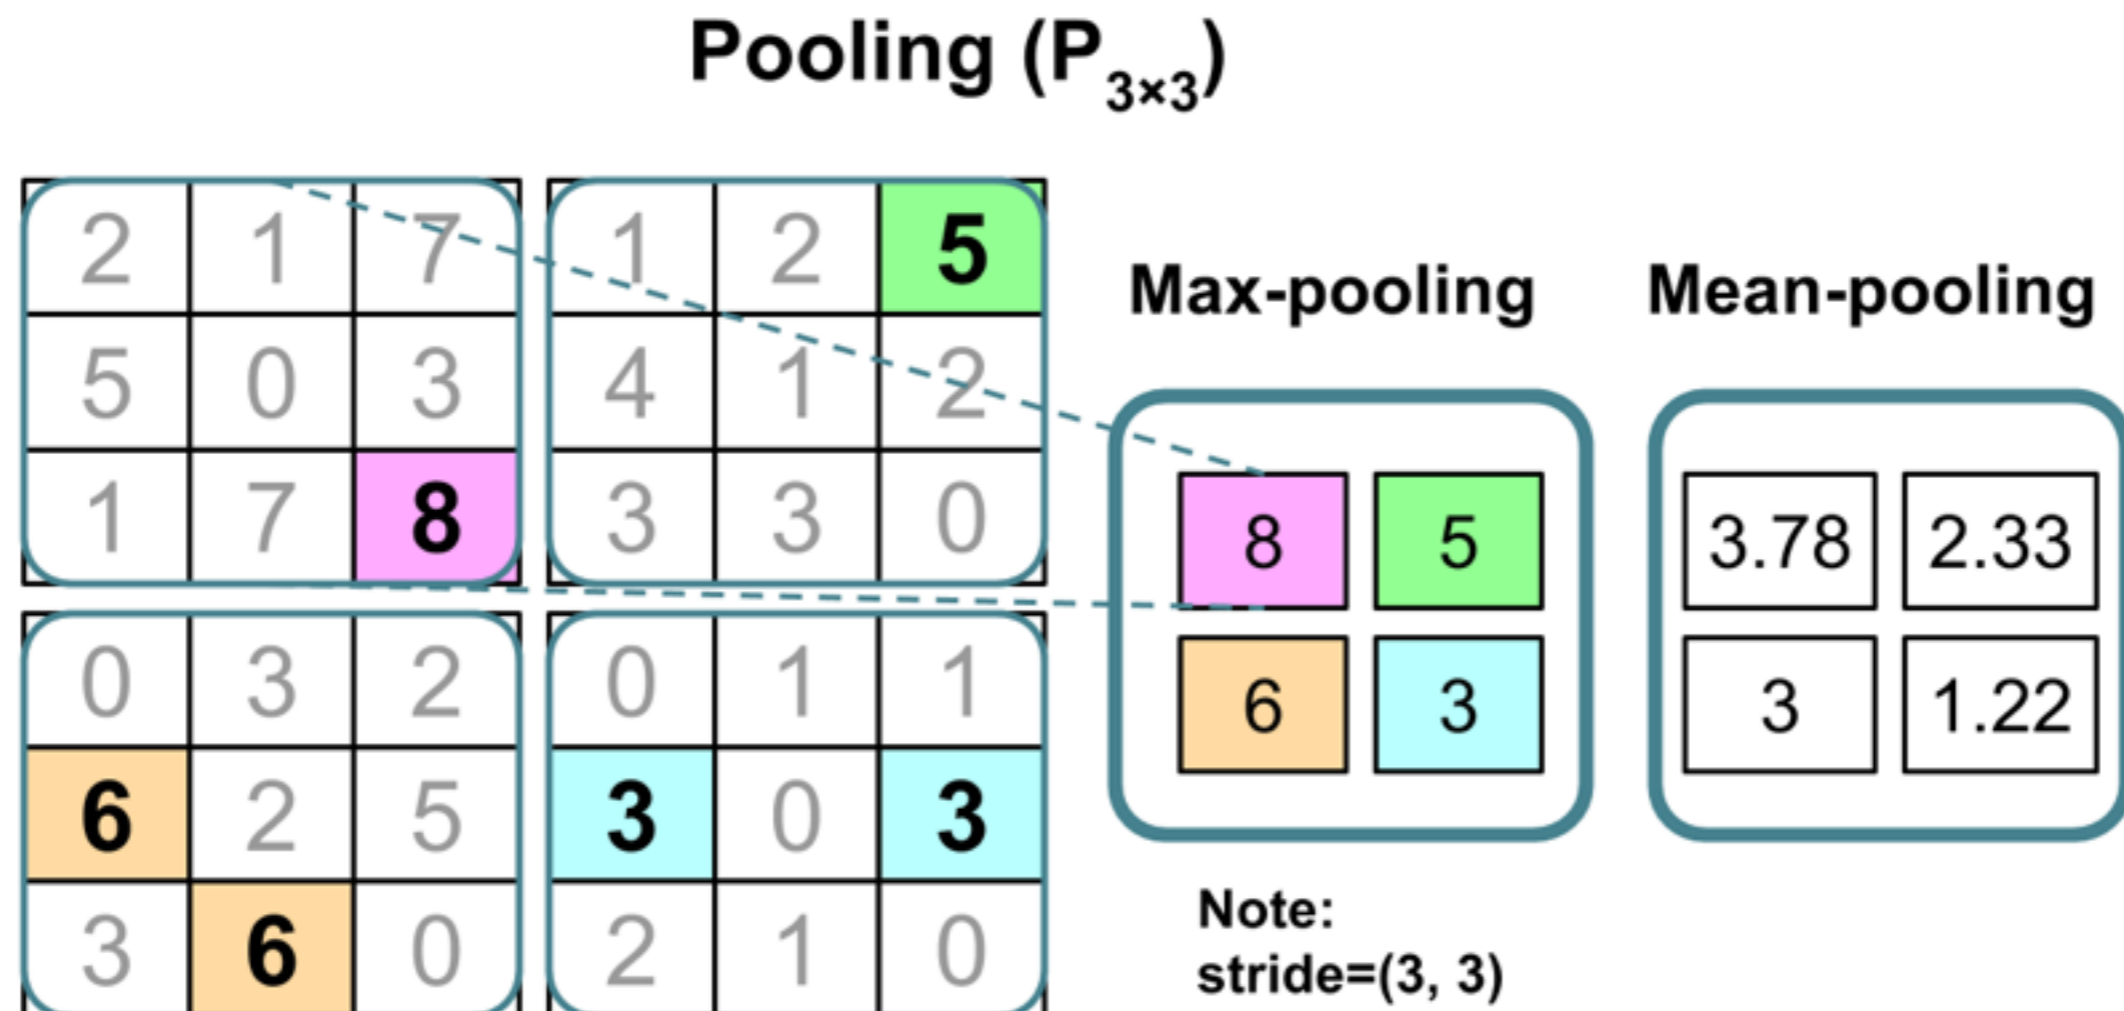 Pooling (P3×3)
2 1 7 1 2 5
5 0 3 4 1 2
1 7 8 3 3 0
0 3 2 0 1 1
6 2 5 3 0 3
3 6 0 2 1 0
Max-pooling
8 5
6 3
Note:
stride=(3, 3)
Mean-pooling
3.78 2.33
3 1.22